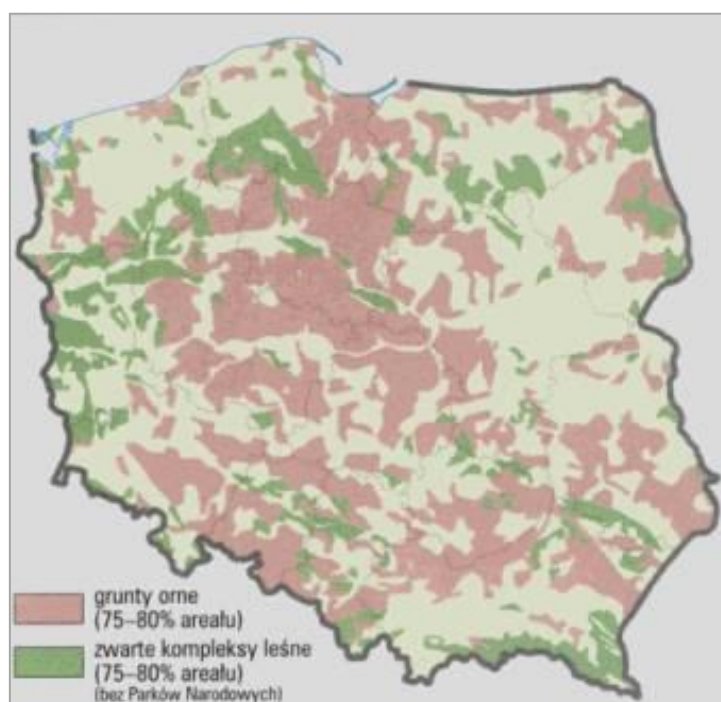 grunty orne
(75–80% areału)
zwarte kompleksy leśne
(75–80% areału)
(bez Parków Narodowych)